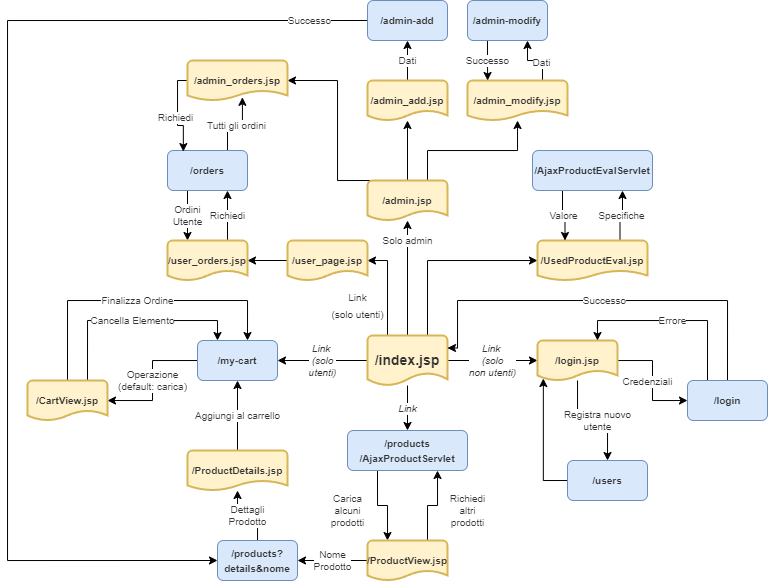 Successo
/admin-add
/admin-modify
Dati
Successo
Dati
/admin_orders.jsp
/admin_add.jsp
/admin_modify.jsp
Richiedi
Tutti gli ordini
/orders
/AjaxProductEvalServlet
/admin.jsp
Ordini
Utente
Richiedi
Valore
Specifiche
Solo admin
/user_orders.jsp
/user_page.jsp
/UsedProductEval.jsp
Link
(solo utenti)
Finalizza Ordine
Cancella Elemento
Successo
Errore
/my-cart
Link
(solo
utenti)
/index.jsp
Link
(solo
non utenti)
/login.jsp
Operazione
(default: carica)
Credenziali
/CartView.jsp
/login
Aggiungi al carrello
Link
Registra nuovo
utente
/products
/AjaxProductServlet
/ProductDetails.jsp
/users
Dettagli
Prodotto
Carica
alcuni
prodotti
Richiedi
altri
prodotti
/products?
details&nome
Nome
Prodotto
/ProductView.jsp